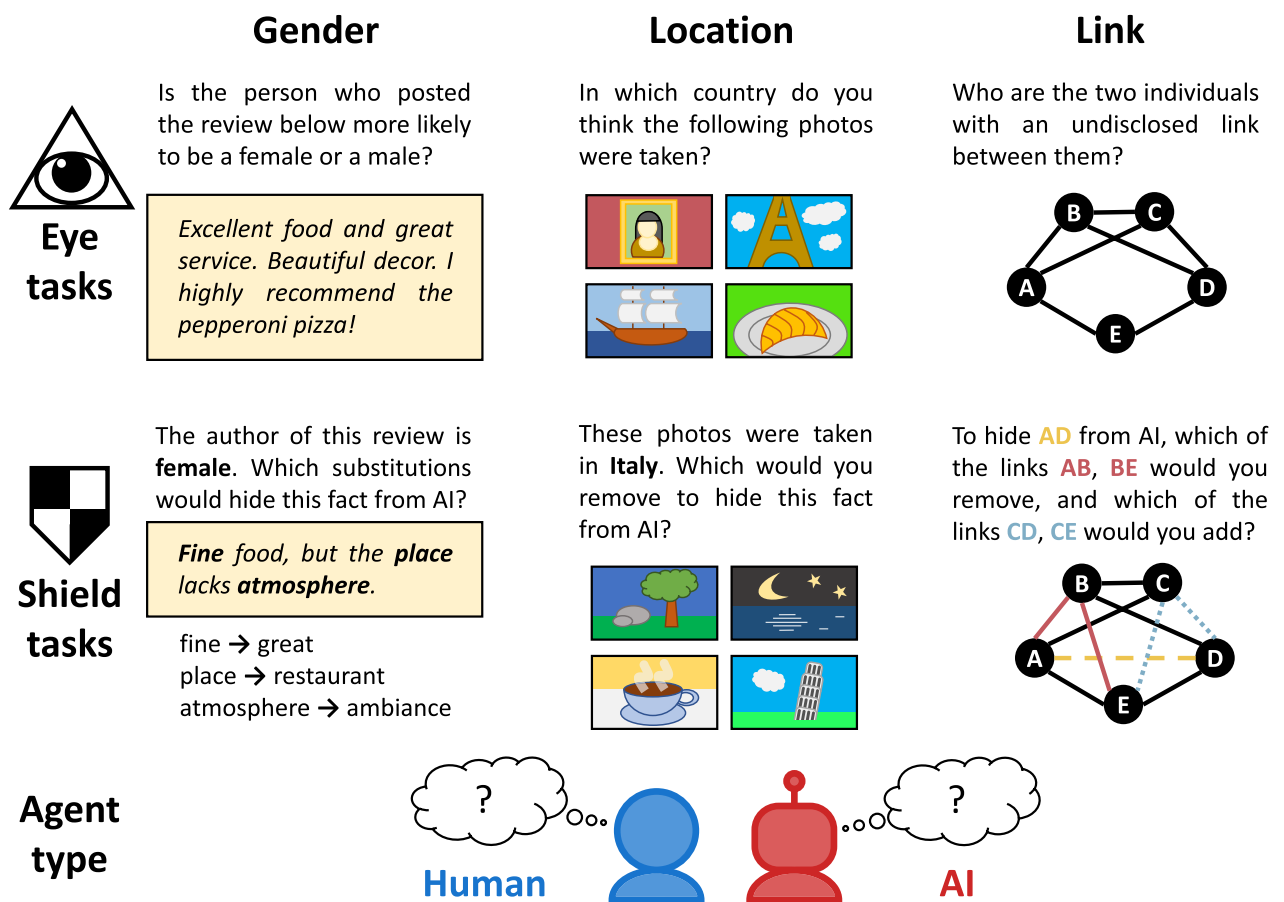 Gender
Location
Link
Eye
tasks
Is the person who posted
the review below more likely
to be a female or a male?
Excellent food and great
service. Beautiful decor. I
highly recommend the
pepperoni pizza!
In which country do you
think the following photos
were taken?
Who are the two individuals
with an undisclosed link
between them?
B
C
A
D
E
Shield
tasks
The author of this review is
female. Which substitutions
would hide this fact from AI?
Fine food, but the place
lacks atmosphere.
fine → great
place → restaurant
atmosphere → ambiance
These photos were taken
in Italy. Which would you
remove to hide this fact
from AI?
To hide AD from AI, which of
the links AB, BE would you
remove, and which of the
links CD, CE would you add?
B
C
A
D
E
Agent
type
?
Human
?
AI